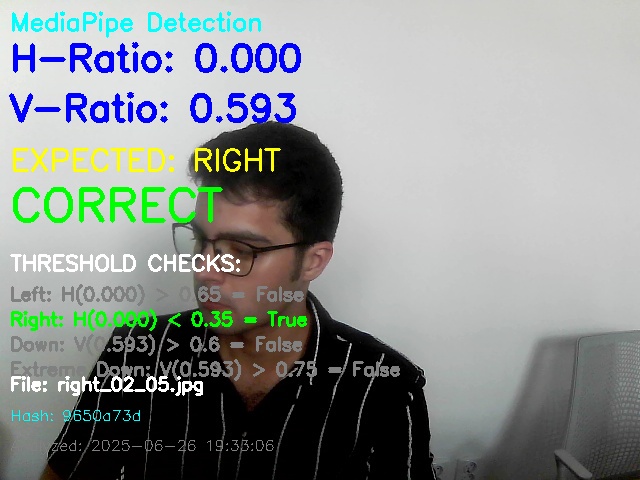 MediaPipe Detection
H-Ratio: 0.000
V-Ratio: 0.593
EXPECTED: RIGHT
CORRECT
THRESHOLD CHECKS:
Left: H(0.000) > 0.65 = False
Right: H(0.000) < 0.35 = True
Down: V(0.593) > 0.6 = False
Extreme Down: V(0.593) > 0.75 = False
File: right_02_05.jpg
Hash: 9650a73d
zed: 2025-06-26 19:33:06